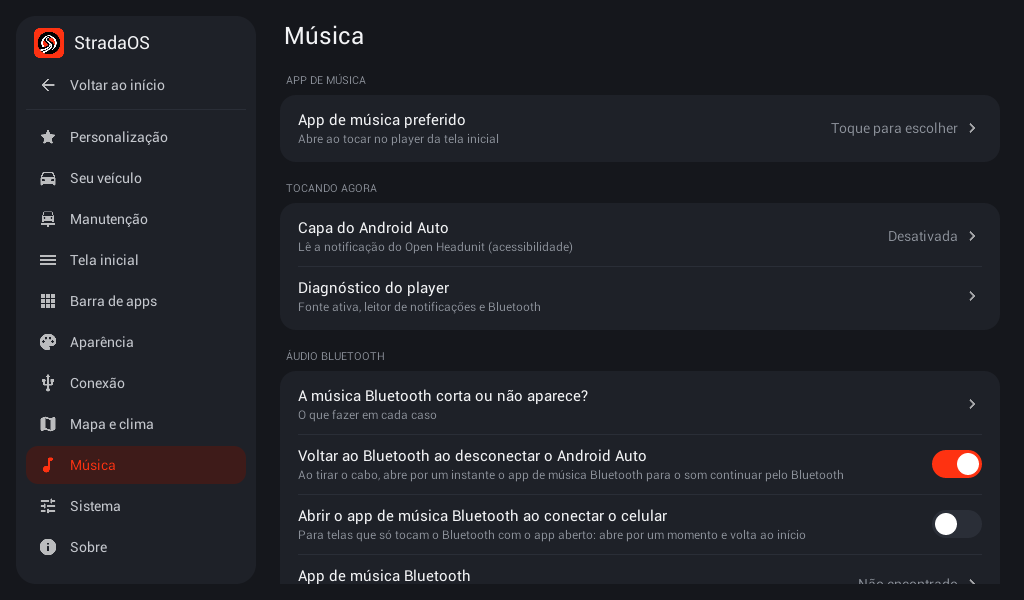 StradaOS
Voltar ao início
Personalização
Seu veículo
Manutenção
Tela inicial
Barra de apps
Aparência
Conexão
Mapa e clima
Música
Sistema
Sobre
Música
APP DE MÚSICA
App de música preferido
Abre ao tocar no player da tela inicial
Toque para escolher
TOCANDO AGORA
Capa do Android Auto
Lê a notificação do Open Headunit (acessibilidade)
Desativada
Diagnóstico do player
Fonte ativa, leitor de notificações e Bluetooth
ÁUDIO BLUETOOTH
A música Bluetooth corta ou não aparece?
O que fazer em cada caso
Voltar ao Bluetooth ao desconectar o Android Auto
Ao tirar o cabo, abre por um instante o app de música Bluetooth para o som continuar pelo Bluetooth
Abrir o app de música Bluetooth ao conectar o celular
Para telas que só tocam o Bluetooth com o app aberto: abre por um momento e volta ao início
App de música Bluetooth
Não encontrado